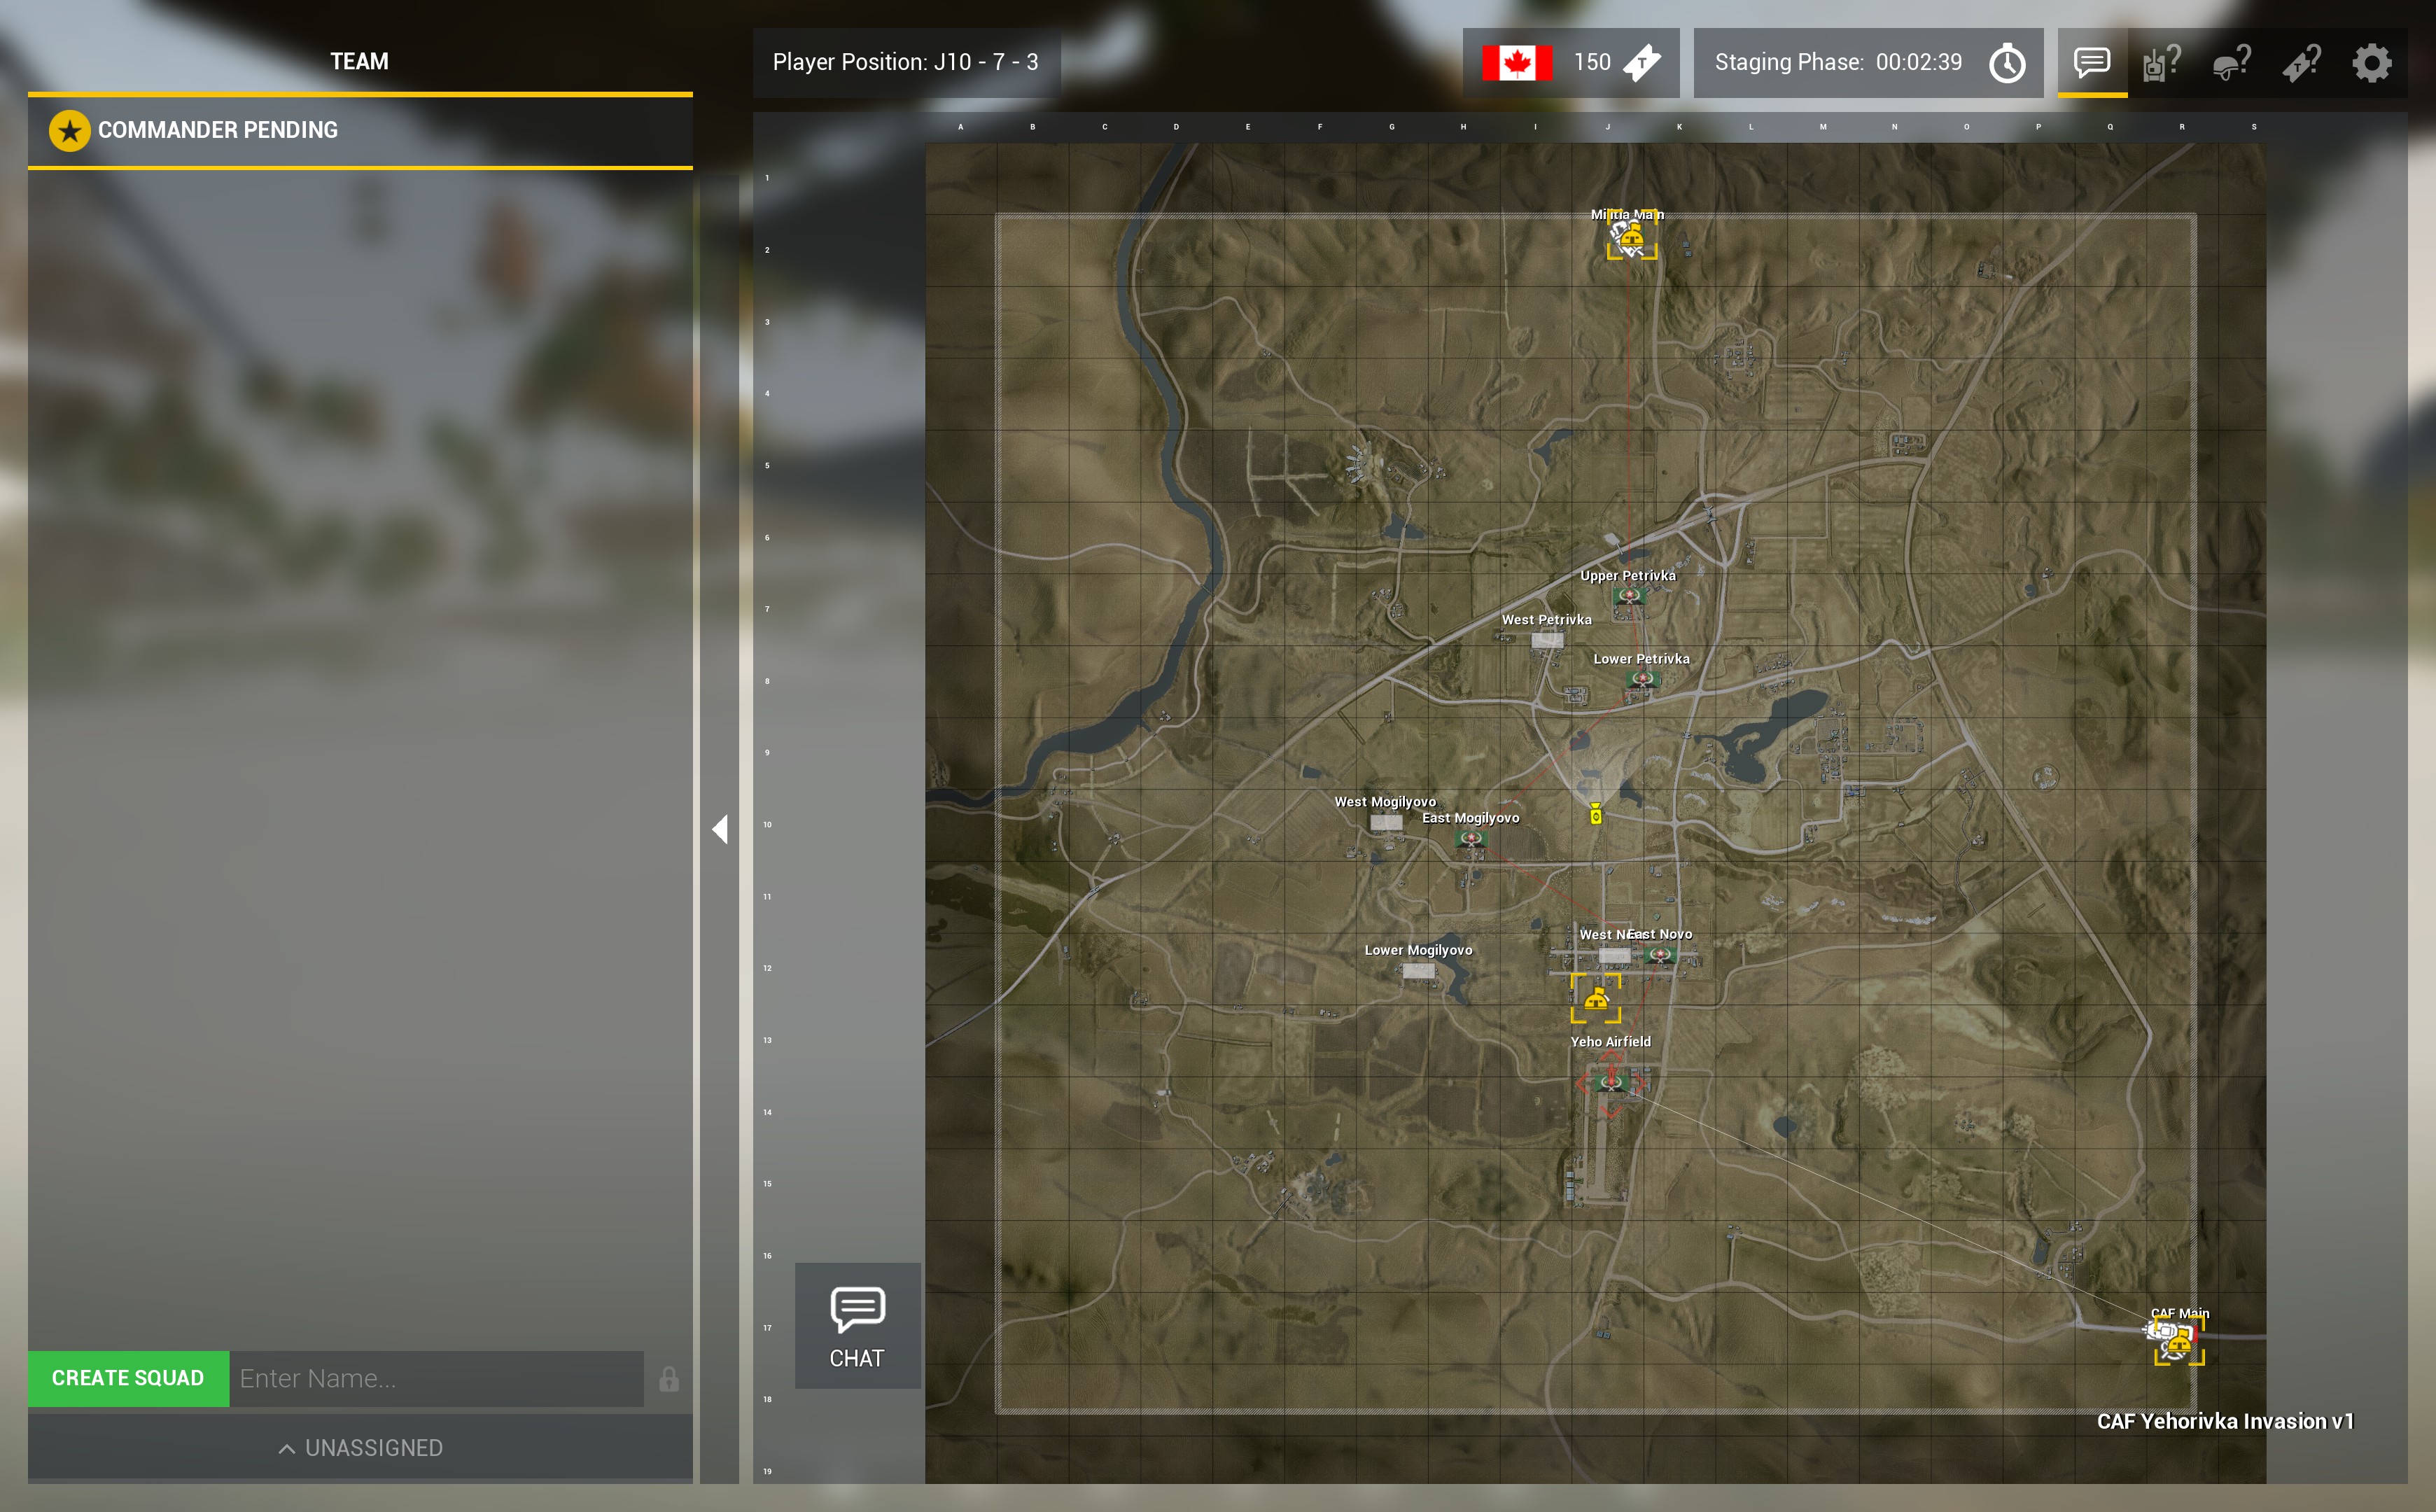 TEAM
COMMANDER PENDING
CREATE SQUAD
Enter Name...
UNASSIGNED
Player Position: J10 - 7 - 3
150
T
Staging Phase: 00:02:39
?
?
T?
A B C D E F G H I J K L M N O P Q R S
1
2
3
4
5
6
7
8
9
10
11
12
13
14
15
16
17
18
19
Militia Main
Upper Petrivka
West Petrivka
Lower Petrivka
West Mogilyovo
East Mogilyovo
West
East Novo
Lower Mogilyovo
Yeho Airfield
CAF Main
CHAT
CAF Yehorivka Invasion v1